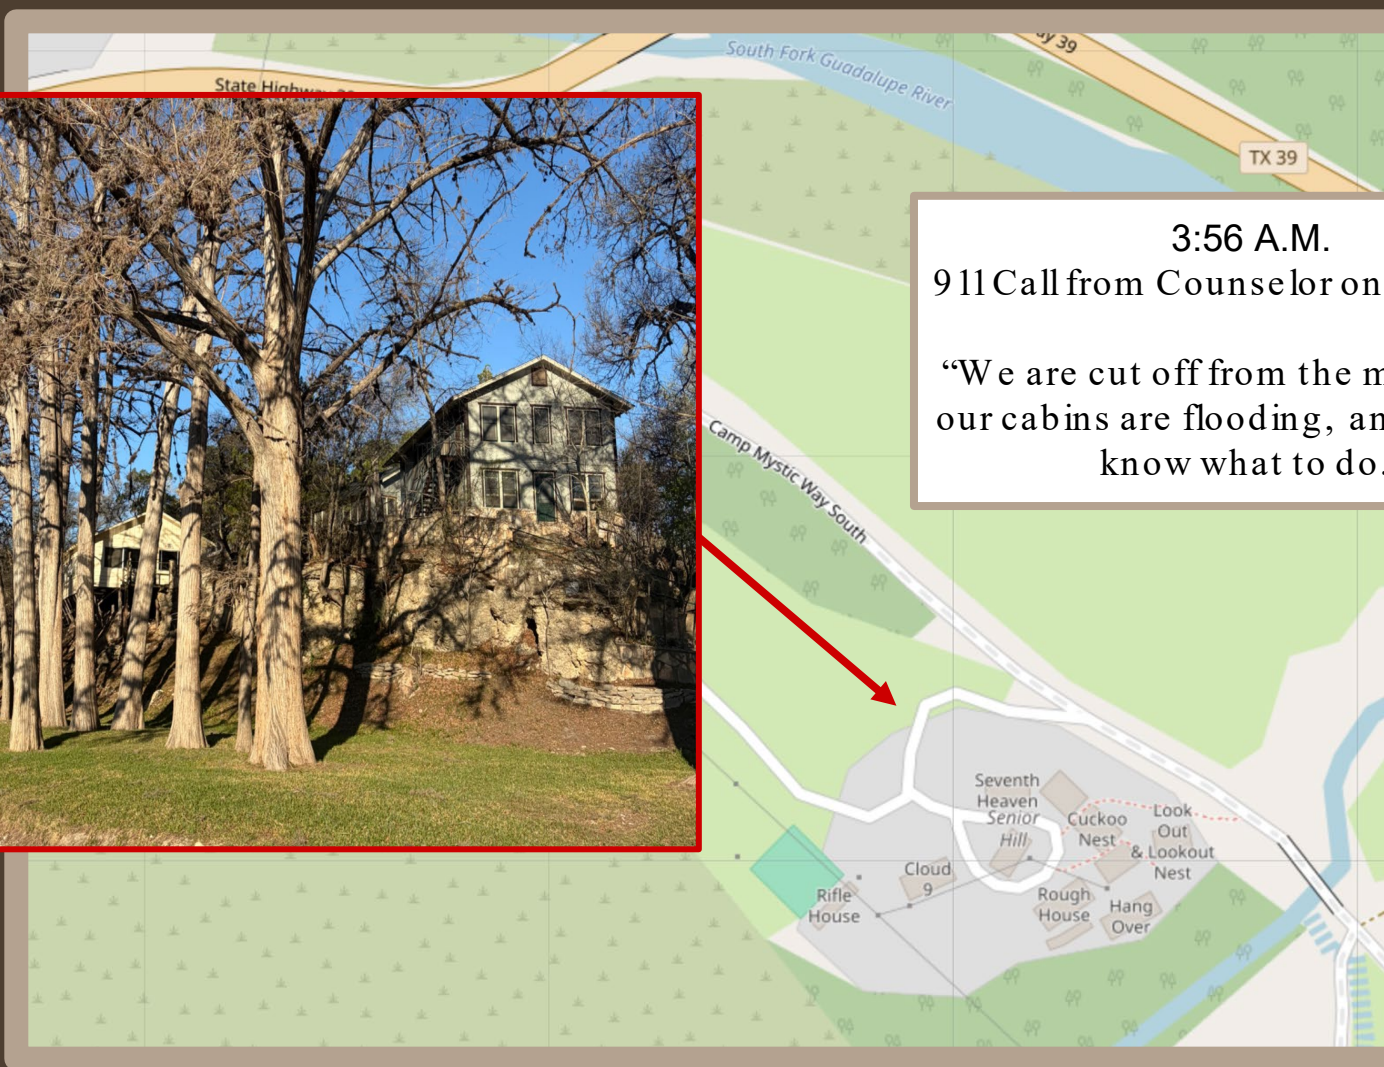 South Fork Guadalupe River
ay 39
State Highway
TX 39
3:56 A.M.
911 Call from Counselor on
“We are cut off from the m
our cabins are flooding, an
know what to do.
Camp Mystic Way South
Seventh
Heaven
Senior
Hill
Cuckoo
Nest
Look
Out
& Lookout
Nest
Cloud
9
Rifle
House
Rough
House
Hang
Over